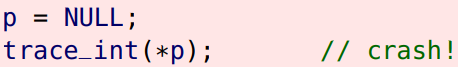 p = NULL;
trace_int(*p);       // crash!